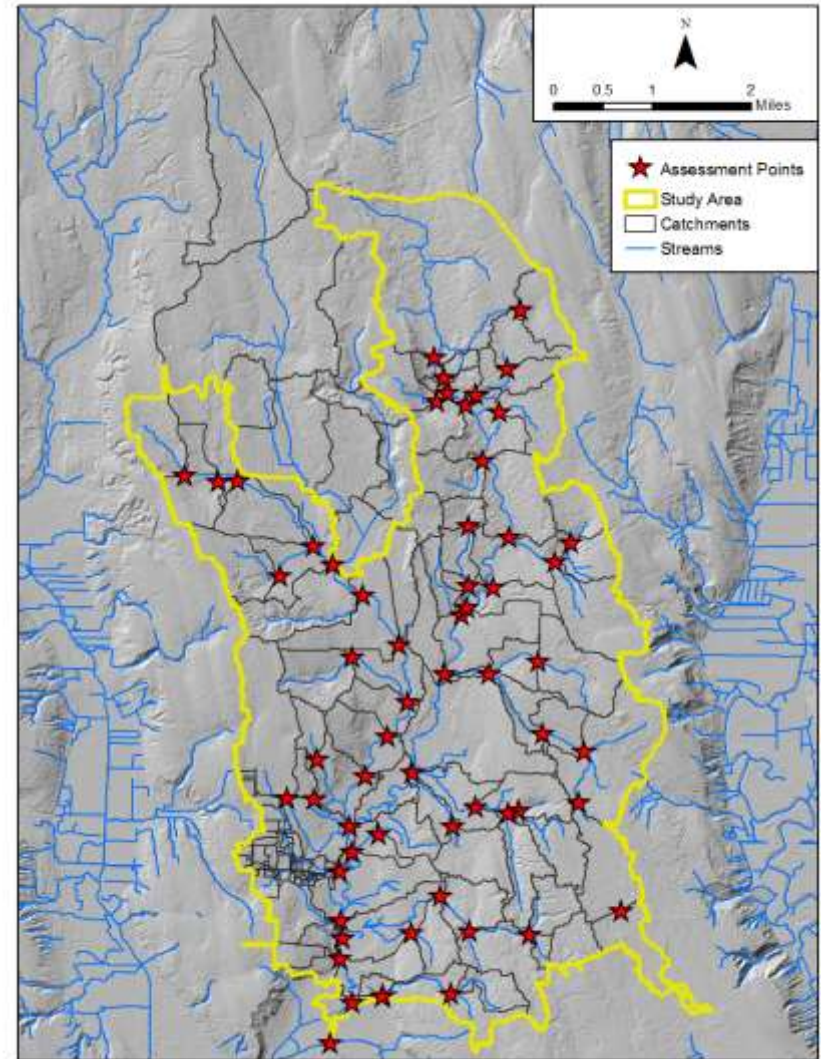 N
0 0.5 1 2
Miles
Assessment Points
Study Area
Catchments
Streams